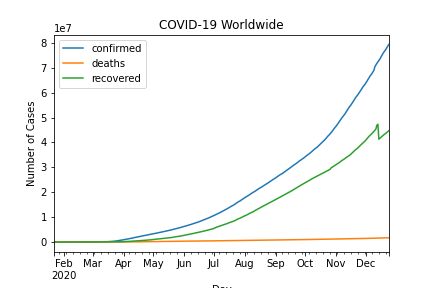 COVID-19 Worldwide
1e7
confirmed
deaths
recovered
Number of Cases
8
7
6
5
4
3
2
1
0
Feb Mar Apr May Jun Jul Aug Sep Oct Nov Dec
2020